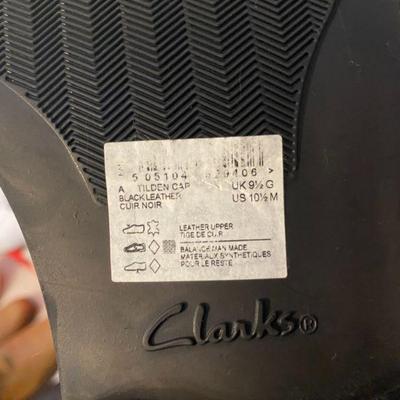 A TILDEN CAP UK 9½ G
BLACK LEATHER US 10½ M
CUIR NOIR
LEATHER UPPER
TIGE DE CUIR
BALANCE MAN MADE
MATERIAUX SYNTHETIQUES
POUR LE RESTE
Clarks®